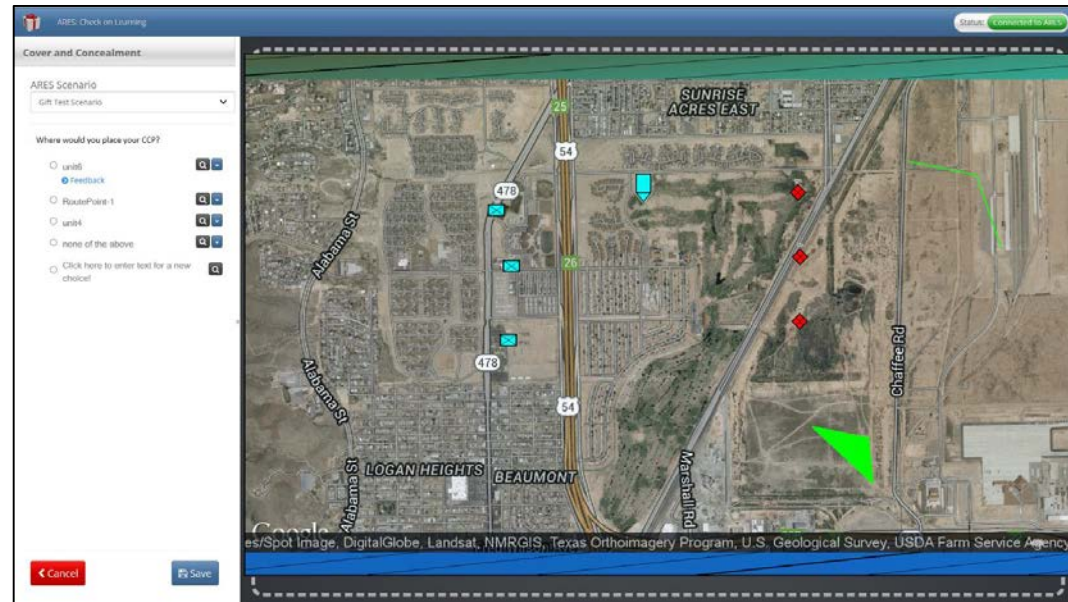 ARES: Check on Learning
Status: Connected to ARES
Cover and Concealment
ARES Scenario
Gift Test Scenario
Where would you place your CCP?
unit6
Feedback
RoutePoint-1
unit4
none of the above
Click here to enter text for a new
choice!
Cancel
Save
SUNRISE
ACRES EAST
25
54
478
Alabama St
26
478
Chaffee Rd
Alabama St
54
LOGAN HEIGHTS
BEAUMONT
Alabama St
Marshall Rd
Google
es/Spot Image, DigitalGlobe, Landsat, NMRGIS, Texas Orthoimagery Program, U.S. Geological Survey, USDA Farm Service Agency